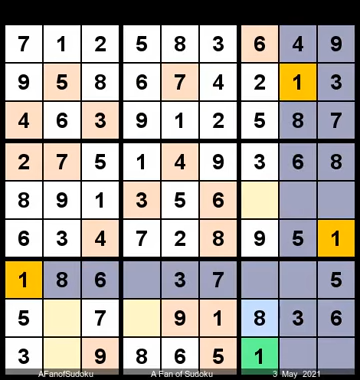 7 1 2 5 8 3 6 4 9
9 5 8 6 7 4 2 1 3
4 6 3 9 1 2 5 8 7
2 7 5 1 4 9 3 6 8
8 9 1 3 5 6
6 3 4 7 2 8 9 5 1
1 8 6 3 7 5
5 7 9 1 8 3 6
3 9 8 6 5 1
AFanofSudoku A Fan of Sudoku 3 May 2021